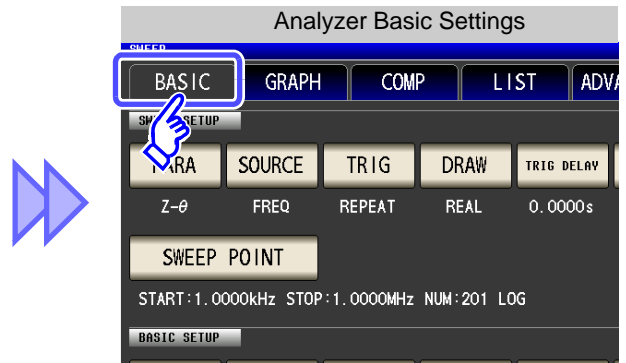 Analyzer Basic Settings
SWEEP
BASIC GRAPH COMP LIST
SETUP
SOURCE TRIG DRAW TRIG DELAY
Z-θ FREQ REPEAT REAL 0.0000s
SWEEP POINT
START:1.0000kHz STOP:1.0000MHz NUM:201 LOG
BASIC SETUP